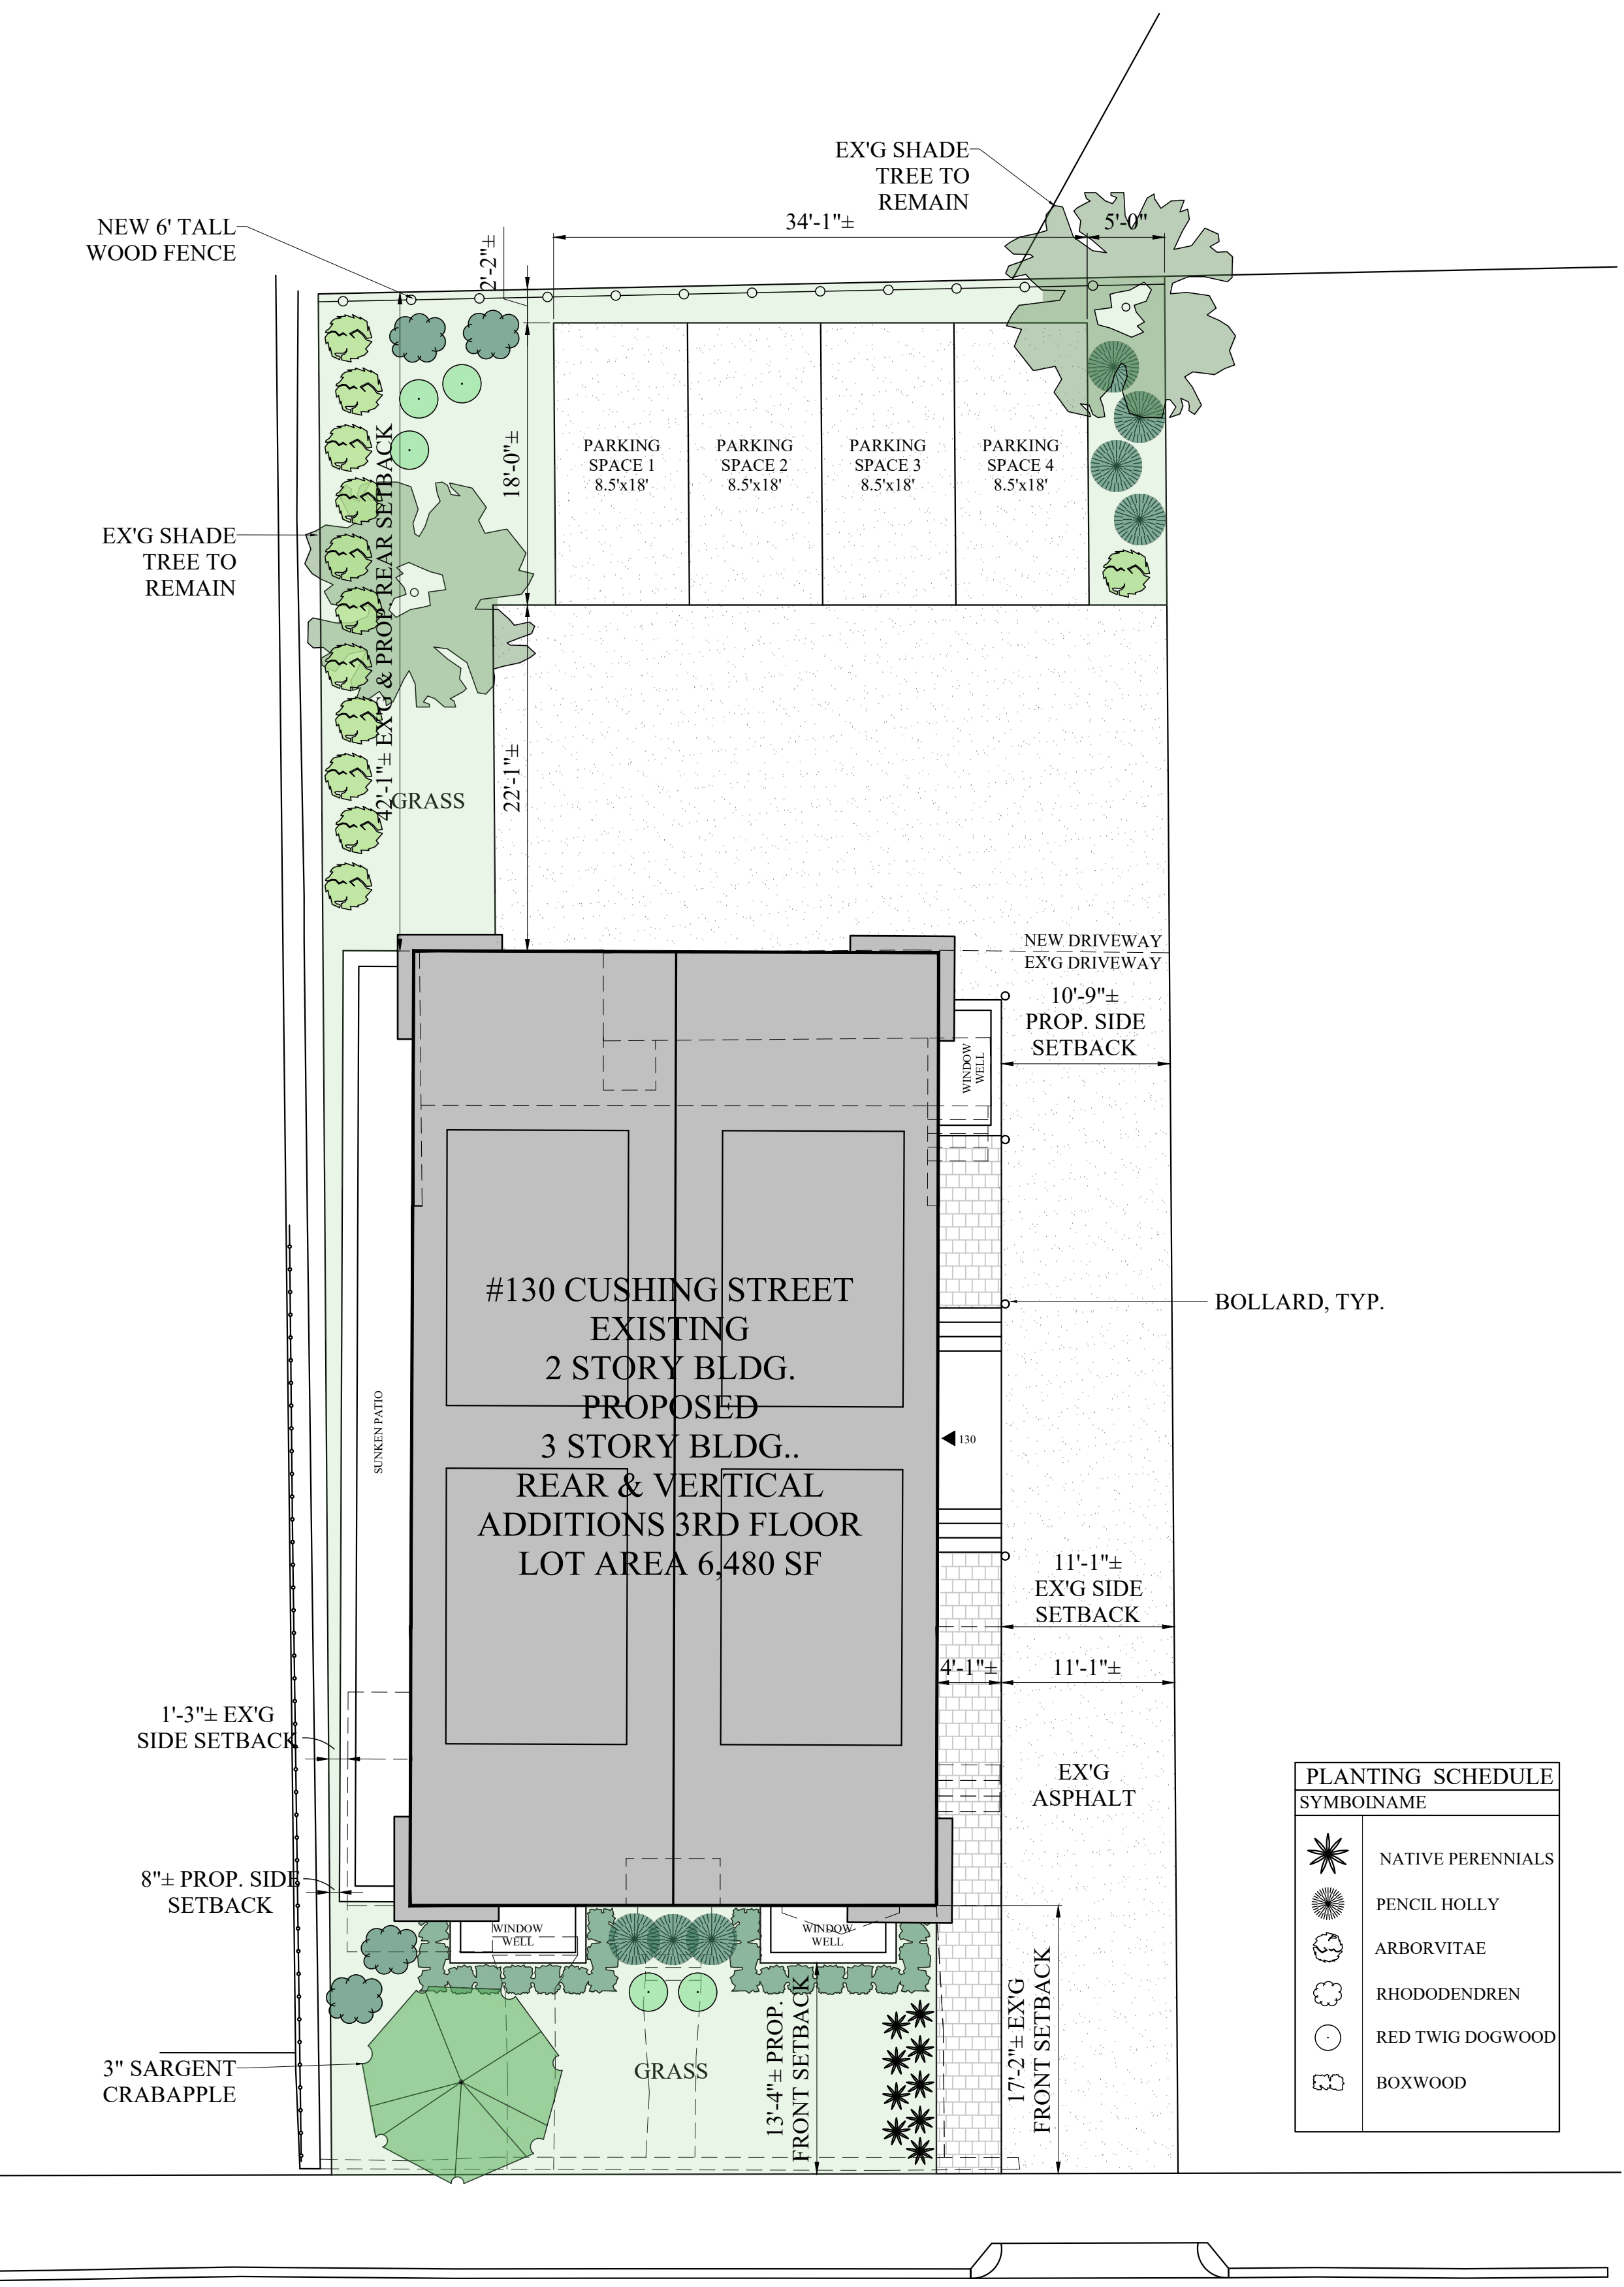 EX'G SHADE
TREE TO
REMAIN
NEW 6' TALL
WOOD FENCE
2'-2"±
34'-1"±
5'-0"
PARKING
SPACE 1
8.5'x18'
PARKING
SPACE 2
8.5'x18'
PARKING
SPACE 3
8.5'x18'
PARKING
SPACE 4
8.5'x18'
18'-0"±
EX'G SHADE
TREE TO
REMAIN
42'-1"± EX'G & PROP. REAR SETBACK
22'-1"±
GRASS
NEW DRIVEWAY
EX'G DRIVEWAY
10'-9"±
PROP. SIDE
SETBACK
WINDOW
WELL
#130 CUSHING STREET
EXISTING
2 STORY BLDG.
PROPOSED
3 STORY BLDG..
REAR & VERTICAL
ADDITIONS 3RD FLOOR
LOT AREA 6,480 SF
BOLLARD, TYP.
SUNKEN PATIO
130
11'-1"±
EX'G SIDE
SETBACK
4'-1"±
11'-1"±
1'-3"± EX'G
SIDE SETBACK
EX'G
ASPHALT
8"± PROP. SIDE
SETBACK
WINDOW
WELL
WINDOW
WELL
13'-4"± PROP.
FRONT SETBACK
17'-2"± EX'G
FRONT SETBACK
GRASS
3" SARGENT
CRABAPPLE
PLANTING SCHEDULE
SYMBOL NAME
NATIVE PERENNIALS
PENCIL HOLLY
ARBORVITAE
RHODODENDREN
RED TWIG DOGWOOD
BOXWOOD